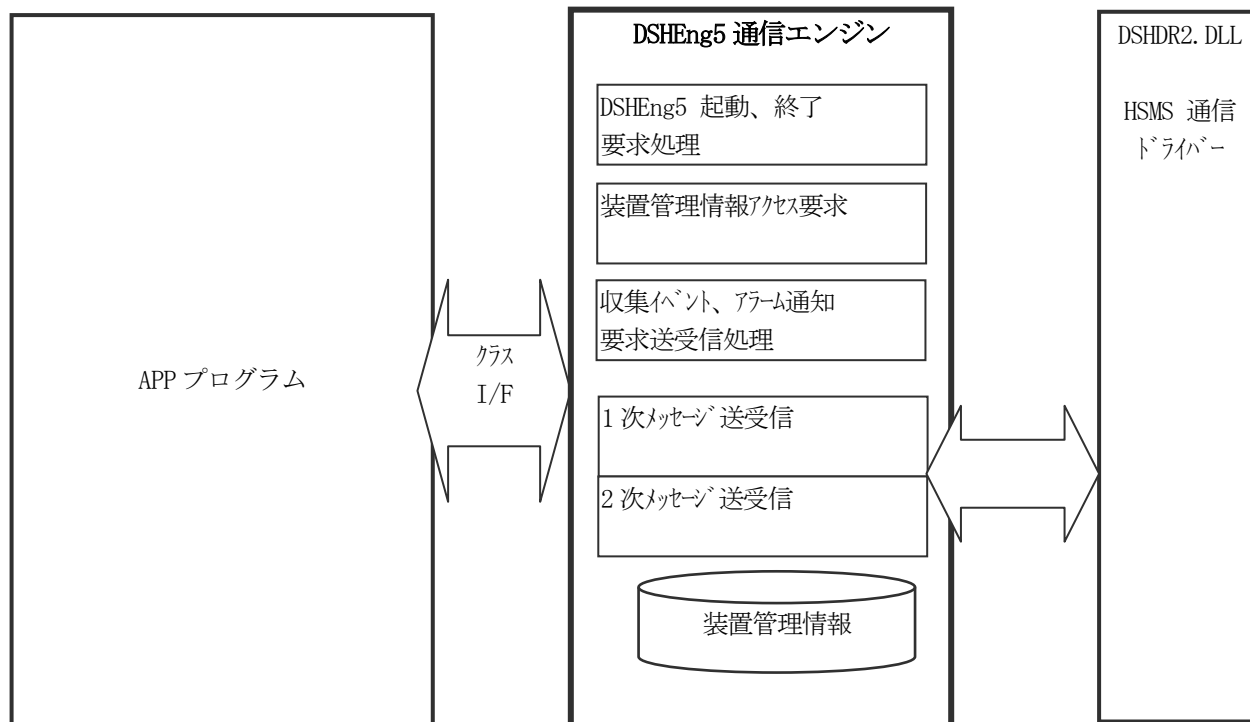 APP プログラム
クラス
I/F
DSHEng5 通信エンジン
DSHEng5 起動、終了
要求処理
装置管理情報アクセス要求
収集イベント、アラーム通知
要求送受信処理
1 次メッセージ送受信
2 次メッセージ送受信
装置管理情報
DSHDR2.DLL
HSMS 通信
ドライバー